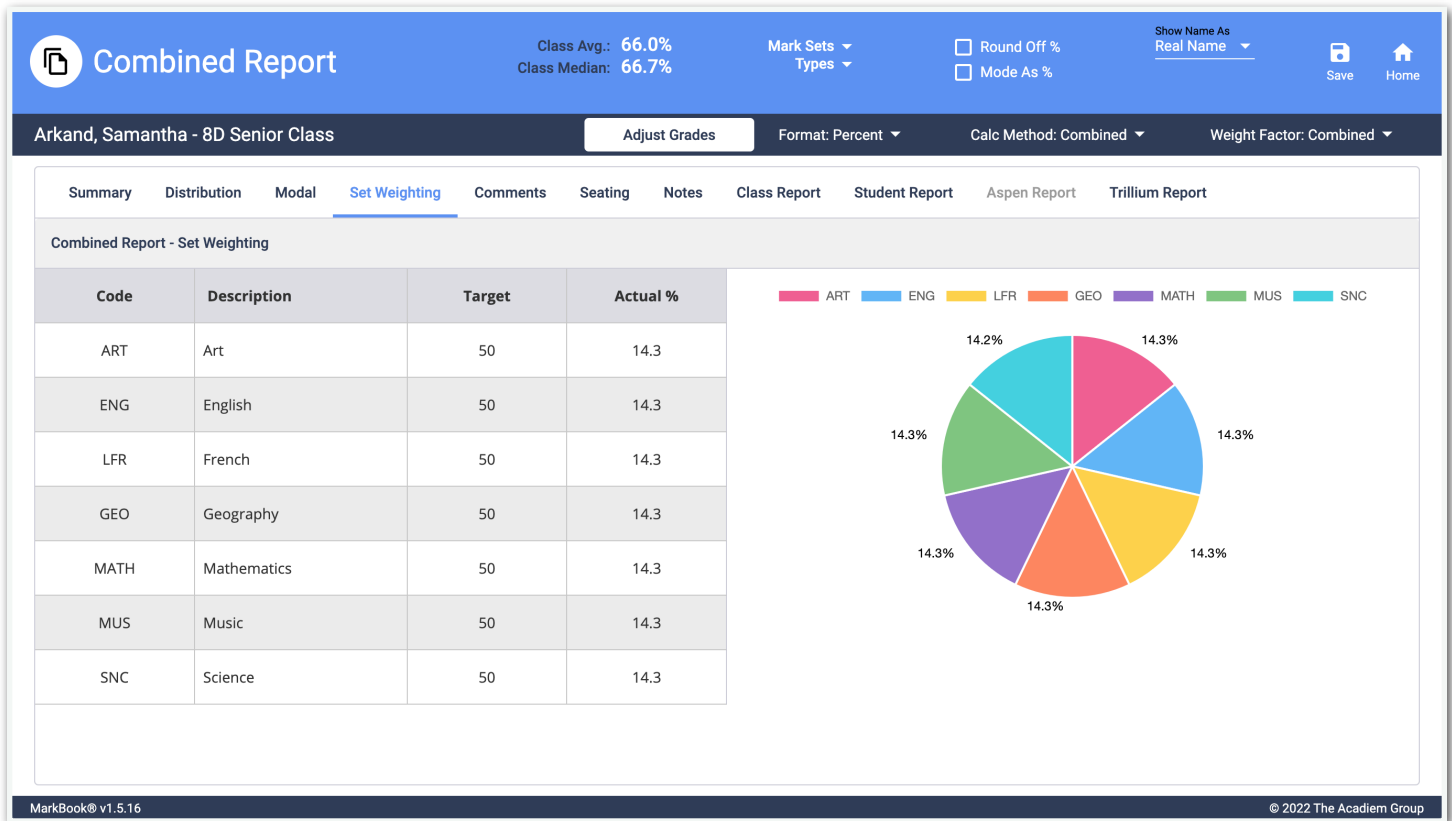 Combined Report
Class Avg.: 66.0%
Class Median: 66.7%
Mark Sets
Types
Round Off %
Mode As %
Show Name As
Real Name
Save
Home
Arkand, Samantha - 8D Senior Class
Adjust Grades
Format: Percent
Calc Method: Combined
Weight Factor: Combined
Summary Distribution Modal Set Weighting Comments Seating Notes Class Report Student Report Aspen Report Trillium Report
Combined Report - Set Weighting
Code Description Target Actual %
ART Art 50 14.3
ENG English 50 14.3
LFR French 50 14.3
GEO Geography 50 14.3
MATH Mathematics 50 14.3
MUS Music 50 14.3
SNC Science 50 14.3
ART ENG LFR GEO MATH MUS SNC
14.2% 14.3%
14.3% 14.3%
14.3% 14.3%
14.3%
MarkBook® v1.5.16
© 2022 The Acadiem Group